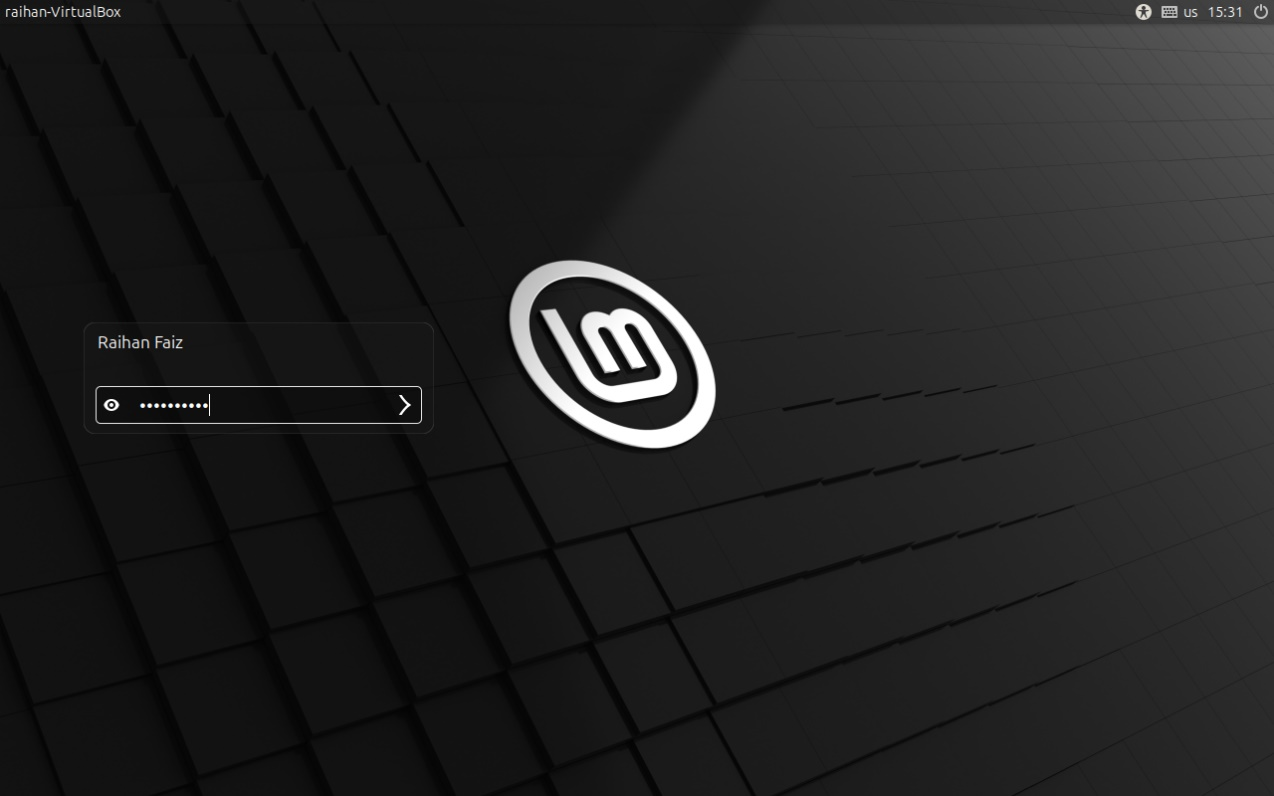 raihan-VirtualBox
us 15:31
Raihan Faiz
••••••••••